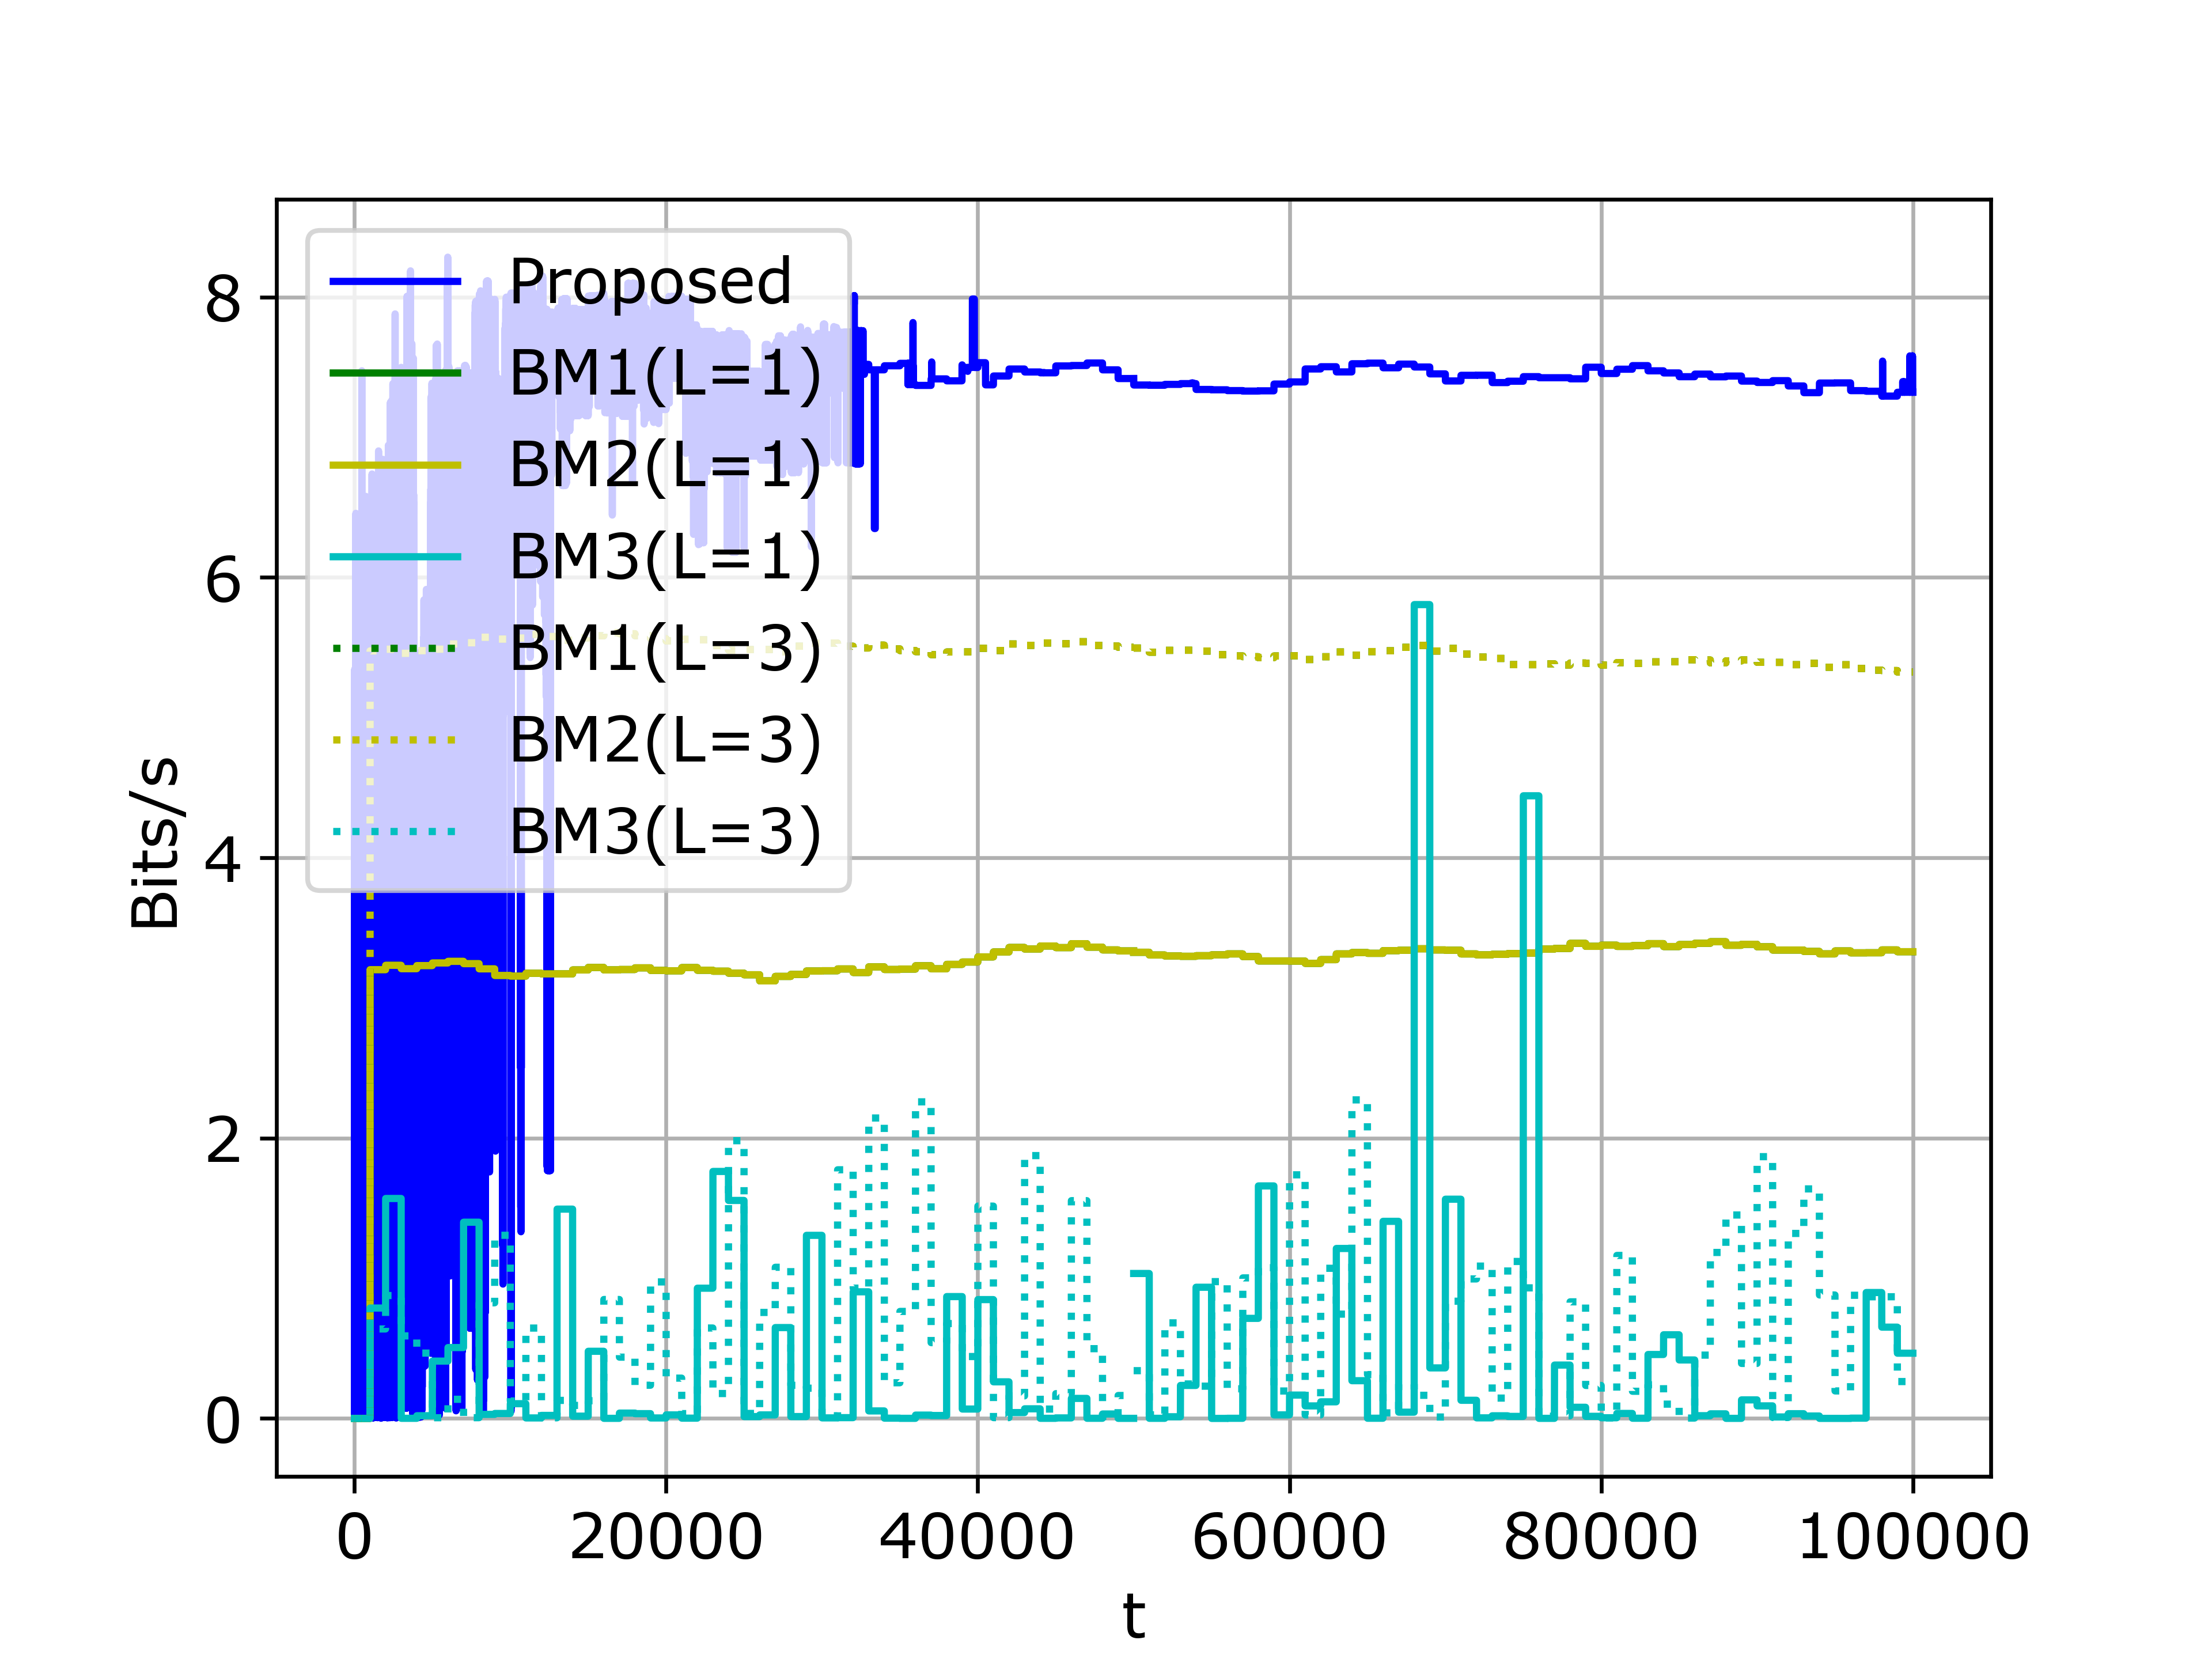 Proposed
BM1(L=1)
BM2(L=1)
BM3(L=1)
BM1(L=3)
BM2(L=3)
BM3(L=3)
8
6
4
2
0
Bits/s
0 20000 40000 60000 80000 100000
t